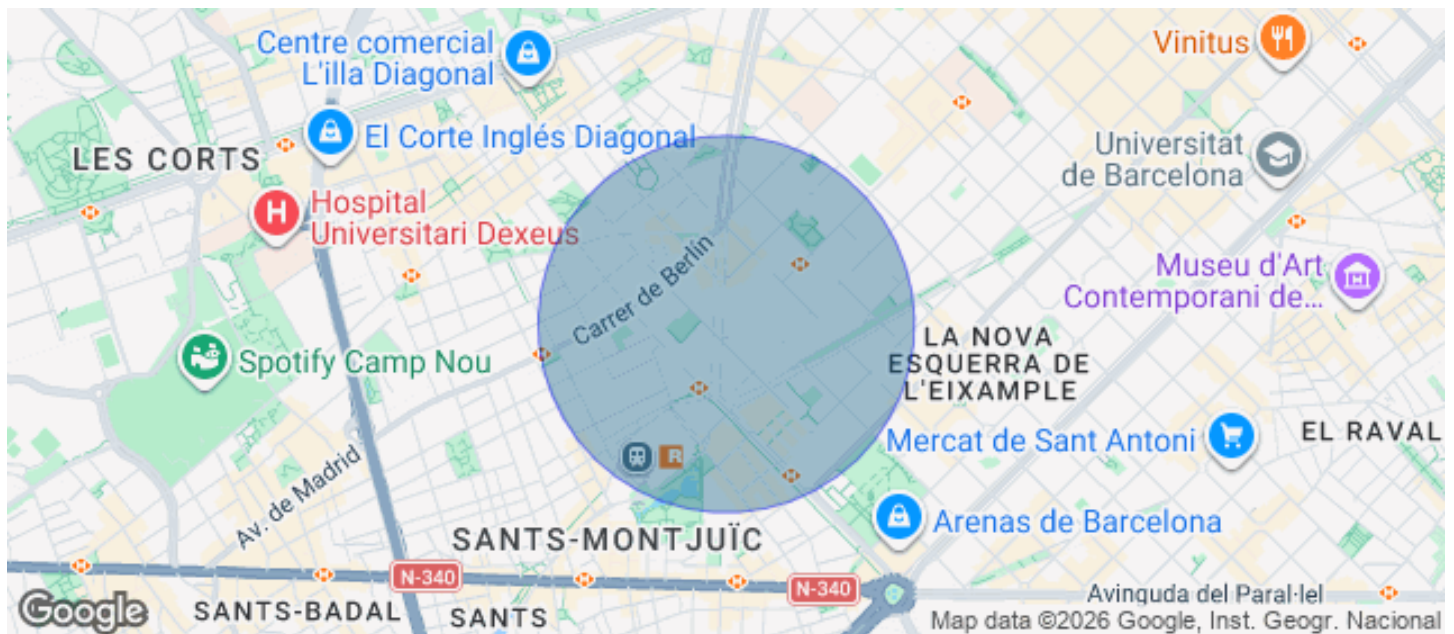 Centre comercial
L'illa Diagonal
Vinitus
El Corte Inglés Diagonal
LES CORTS
Universitat
de Barcelona
H
Hospital
Universitari Dexeus
Carrer de Berlín
Museu d'Art
Contemporani de...
Spotify Camp Nou
LA NOVA
ESQUERRA DE
L'EIXAMPLE
Mercat de Sant Antoni
EL RAVAL
R
Av. de Madrid
Arenas de Barcelona
SANTS-MONTJUÏC
N-340
N-340
Avinguda del Paral·lel
Google
SANTS-BADAL
SANTS
Map data ©2026 Google, Inst. Geogr. Nacional